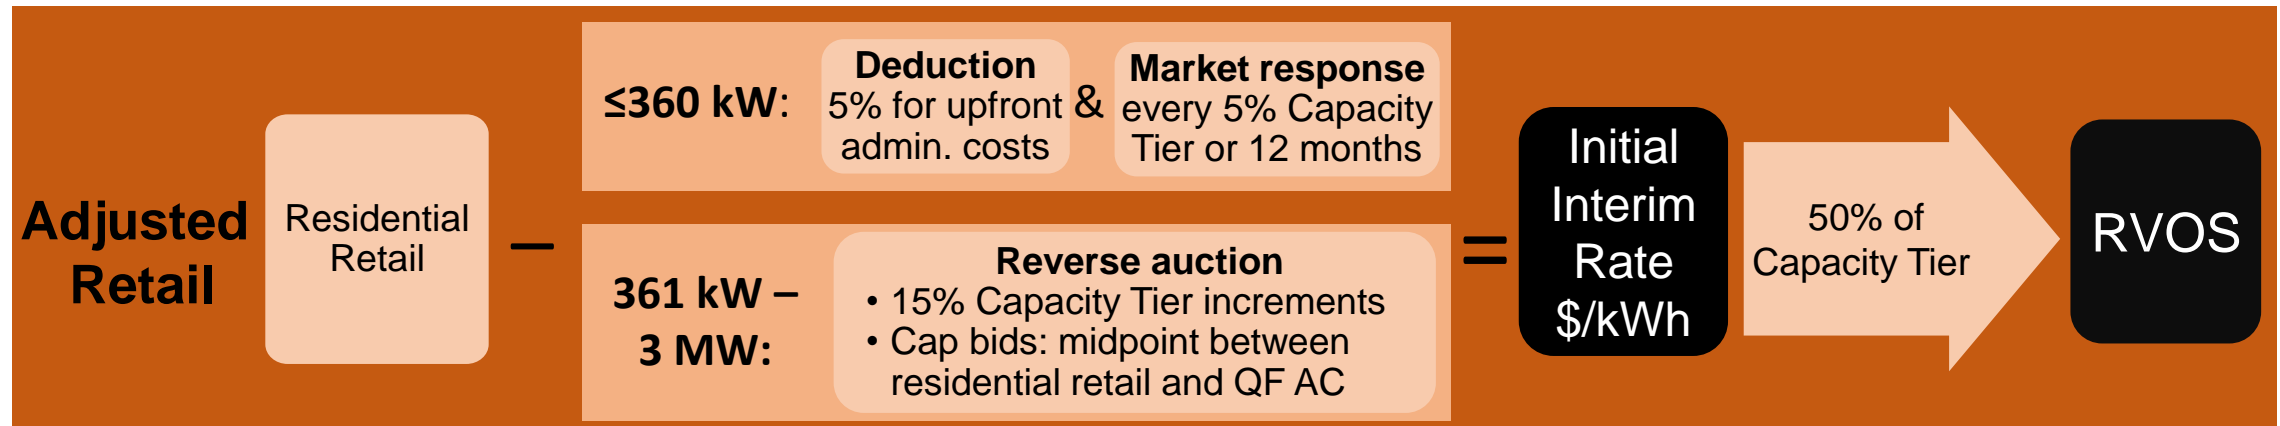 Adjusted
Retail
Residential
Retail
–
≤360 kW:
Deduction
5% for upfront
admin. costs
&
Market response
every 5% Capacity
Tier or 12 months
361 kW –
3 MW:
Reverse auction
• 15% Capacity Tier increments
• Cap bids: midpoint between
residential retail and QF AC
=
Initial
Interim
Rate
$/kWh
50% of
Capacity Tier
RVOS